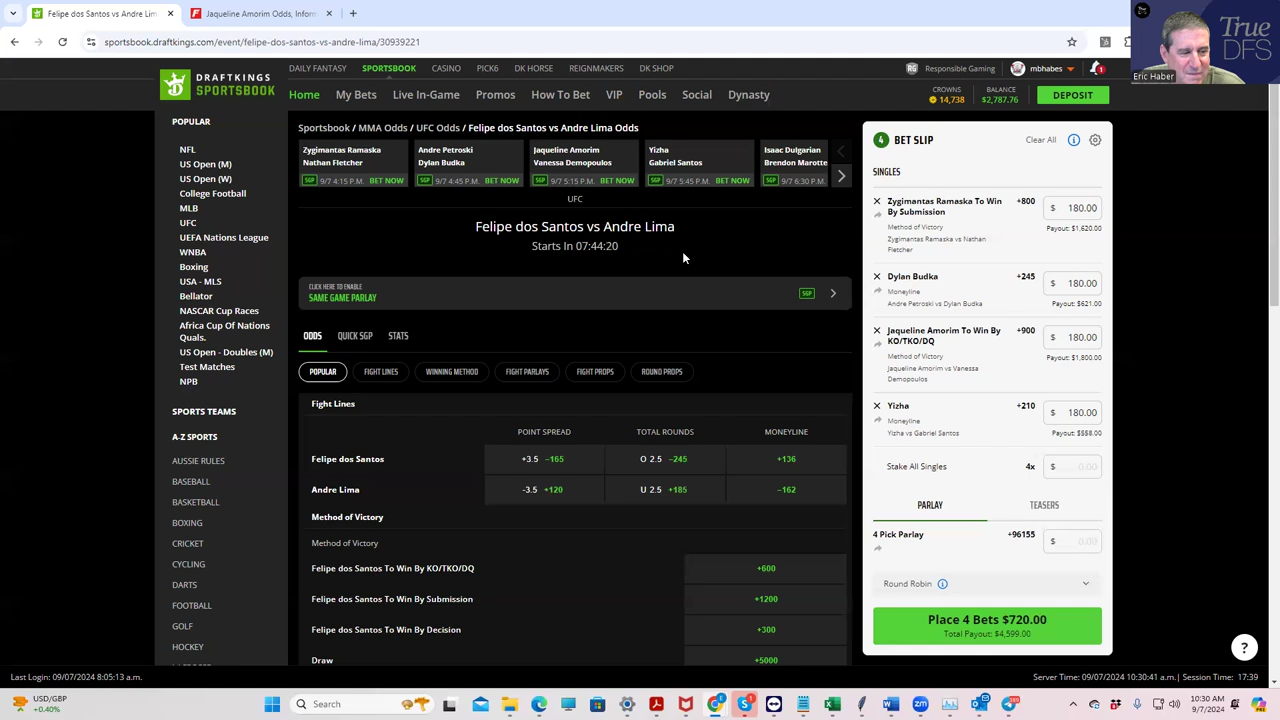 Felipe dos Santos vs Andre Lima
Jaqueline Amorim Odds, Inform
sportsbook.draftkings.com/event/felipe-dos-santos-vs-andre-lima/30939221
True
DFS
Eric Haber
DRAFTKINGS
SPORTSBOOK
DAILY FANTASY
SPORTSBOOK
CASINO
PICK6
DK HORSE
REIGNMAKERS
DK SHOP
RG Responsible Gaming
mbhabes
1
Home
My Bets
Live In
Promos
How To Bet
VIP
Pools
Social
Dynasty
CROWNS
14,738
BALANCE
$2,787.76
DEPOSIT
POPULAR
NFL
US Open (M)
US Open (W)
College Football
MLB
UFC
UEFA Nations League
WNBA
Boxing
USA - MLS
Bellator
NASCAR Cup Races
Africa Cup Of Nations
Quals.
US Open - Doubles (M)
Test Matches
NPB
SPORTS TEAMS
A-Z SPORTS
AUSSIE RULES
BASEBALL
BASKETBALL
BOXING
CRICKET
CYCLING
DARTS
FOOTBALL
GOLF
HOCKEY
Sportsbook / MMA Odds / UFC Odds / Felipe dos Santos vs Andre Lima Odds
Zygimantas Ramaska
Nathan Fletcher
SGP 9/7 4:15 P.M. BET NOW
Andre Petroski
Dylan Budka
SGP 9/7 4:45 P.M. BET NOW
Jaqueline Amorim
Vanessa Demopoulos
SGP 9/7 5:15 P.M. BET NOW
Yizha
Gabriel Santos
SGP 9/7 5:45 P.M. BET NOW
Isaac Dulgarian
Brendon Marotte
SGP 9/7 6:30 P.M.
UFC
Felipe dos Santos vs Andre Lima
Starts In 07:44:20
CLICK HERE TO ENABLE
SAME GAME PARLAY
SGP
ODDS
QUICK SGP
STATS
POPULAR
FIGHT LINES
WINNING METHOD
FIGHT PARLAYS
FIGHT PROPS
ROUND PROPS
Fight Lines
POINT SPREAD
TOTAL ROUNDS
MONEYLINE
Felipe dos Santos
+3.5 −165
O 2.5 −245
+136
Andre Lima
-3.5 +120
U 2.5 +185
−162
Method of Victory
Method of Victory
Felipe dos Santos To Win By KO/TKO/DQ
+600
Felipe dos Santos To Win By Submission
+1200
Felipe dos Santos To Win By Decision
+300
Draw
+5000
4 BET SLIP
Clear All
SINGLES
Zygimantas Ramaska To Win
By Submission
+800
$ 180.00
Method of Victory
Payout: $1,620.00
Zygimantas Ramaska vs Nathan
Fletcher
Dylan Budka
+245
$ 180.00
Moneyline
Andre Petroski vs Dylan Budka
Payout: $621.00
Jaqueline Amorim To Win By
KO/TKO/DQ
+900
$ 180.00
Method of Victory
Payout: $1,800.00
Jaqueline Amorim vs Vanessa
Demopoulos
Yizha
+210
$ 180.00
Moneyline
Yizha vs Gabriel Santos
Payout: $558.00
Stake All Singles
4x
$ 0.00
PARLAY
TEASERS
4 Pick Parlay
+96155
$ 0.00
Round Robin
Place 4 Bets $720.00
Total Payout: $4,599.00
?
Last Login: 09/07/2024 8:05:13 a.m.
Server Time: 09/07/2024 10:30:41 a.m.| Session Time: 17:39
USD/GBP
+0.40%
Search
10:30 AM
9/7/2024